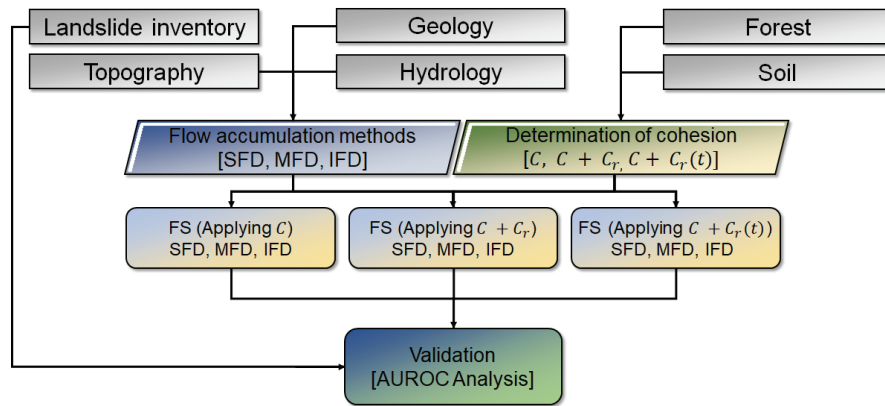 Landslide inventory
Geology
Forest
Topography
Hydrology
Soil
Flow accumulation methods
[SFD, MFD, IFD]
Determination of cohesion
[C, C + Cᵣ, C + Cᵣ(t)]
FS (Applying C)
SFD, MFD, IFD
FS (Applying C + Cᵣ)
SFD, MFD, IFD
FS (Applying C + Cᵣ(t))
SFD, MFD, IFD
Validation
[AUROC Analysis]